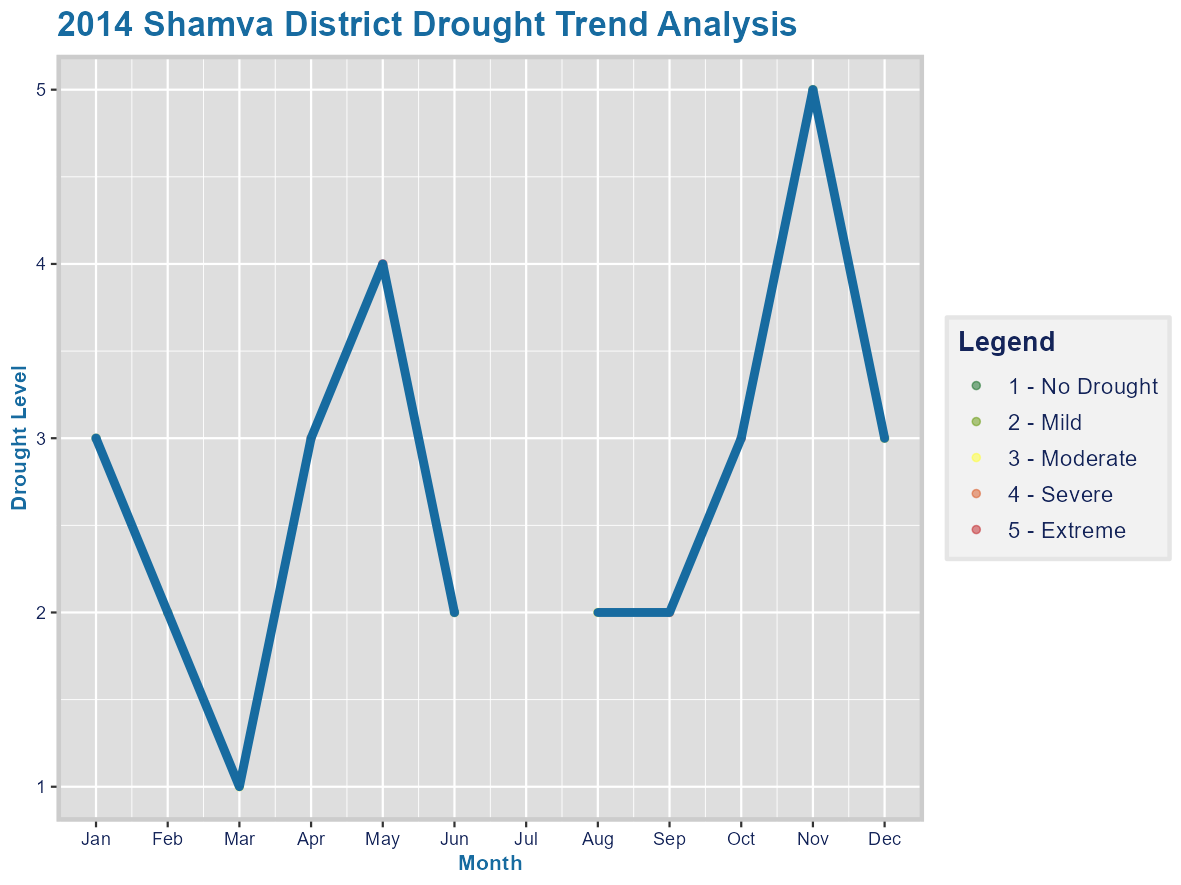 2014 Shamva District Drought Trend Analysis
5
4
3
2
1
Drought Level
Jan Feb Mar Apr May Jun Jul Aug Sep Oct Nov Dec
Month
Legend
1 - No Drought
2 - Mild
3 - Moderate
4 - Severe
5 - Extreme